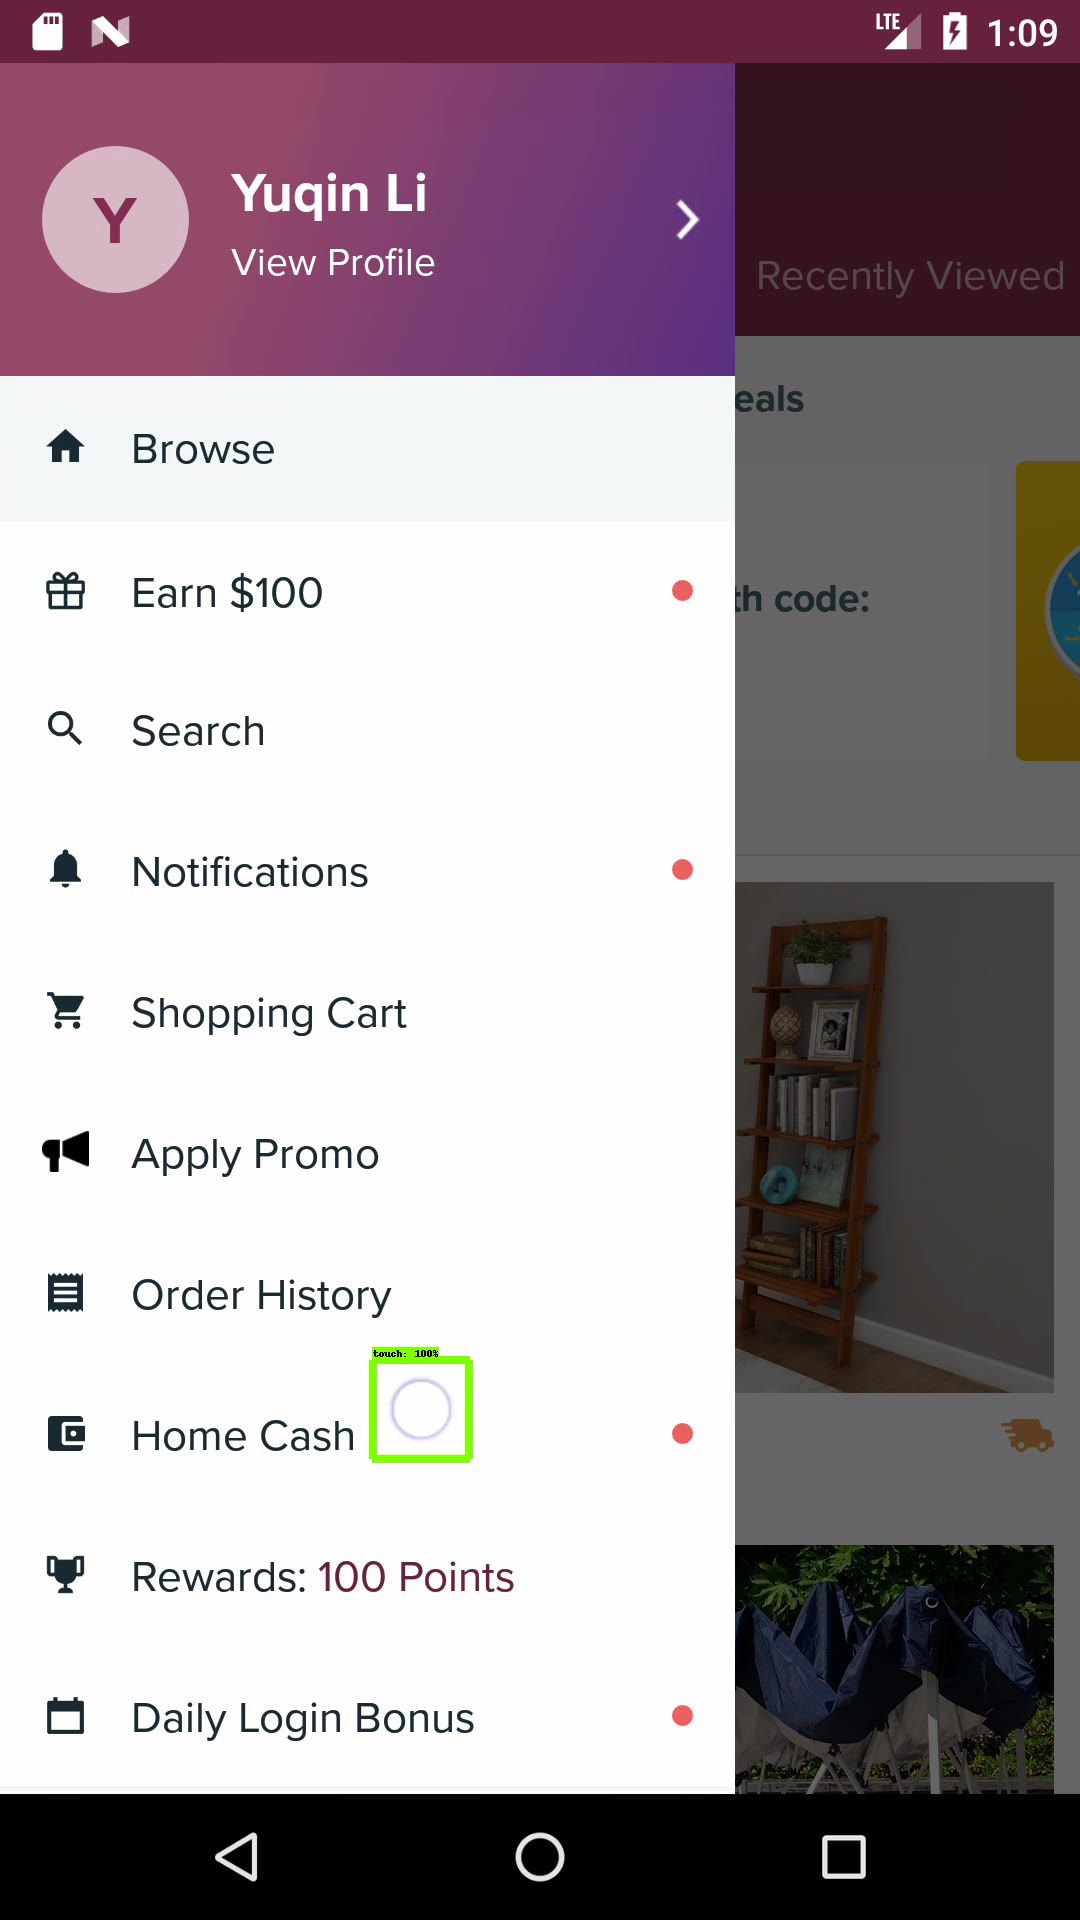 LTE 1:09
Y
Yuqin Li
View Profile
Recently Viewed
eals
Browse
Earn $100
th code:
Search
Notifications
Shopping Cart
Apply Promo
Order History
touch: 100%
Home Cash
Rewards: 100 Points
Daily Login Bonus